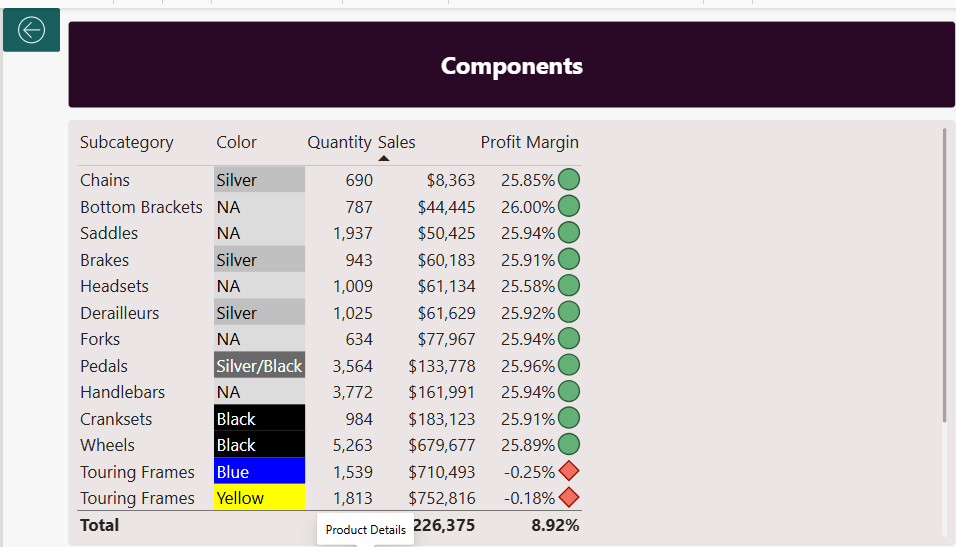 Components
Subcategory Color Quantity Sales Profit Margin
Chains Silver 690 $8,363 25.85%
Bottom Brackets NA 787 $44,445 26.00%
Saddles NA 1,937 $50,425 25.94%
Brakes Silver 943 $60,183 25.91%
Headsets NA 1,009 $61,134 25.58%
Derailleurs Silver 1,025 $61,629 25.92%
Forks NA 634 $77,967 25.94%
Pedals Silver/Black 3,564 $133,778 25.96%
Handlebars NA 3,772 $161,991 25.94%
Cranksets Black 984 $183,123 25.91%
Wheels Black 5,263 $679,677 25.89%
Touring Frames Blue 1,539 $710,493 -0.25%
Touring Frames Yellow 1,813 $752,816 -0.18%
Total 226,375 8.92%
Product Details